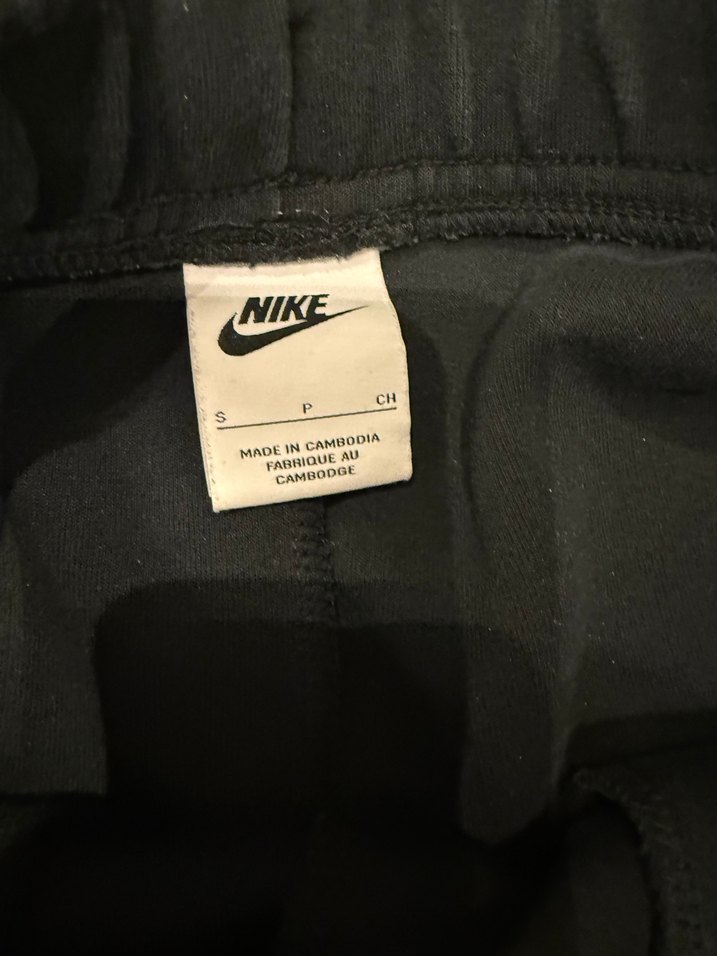 NIKE
S P CH
MADE IN CAMBODIA
FABRIQUE AU
CAMBODGE